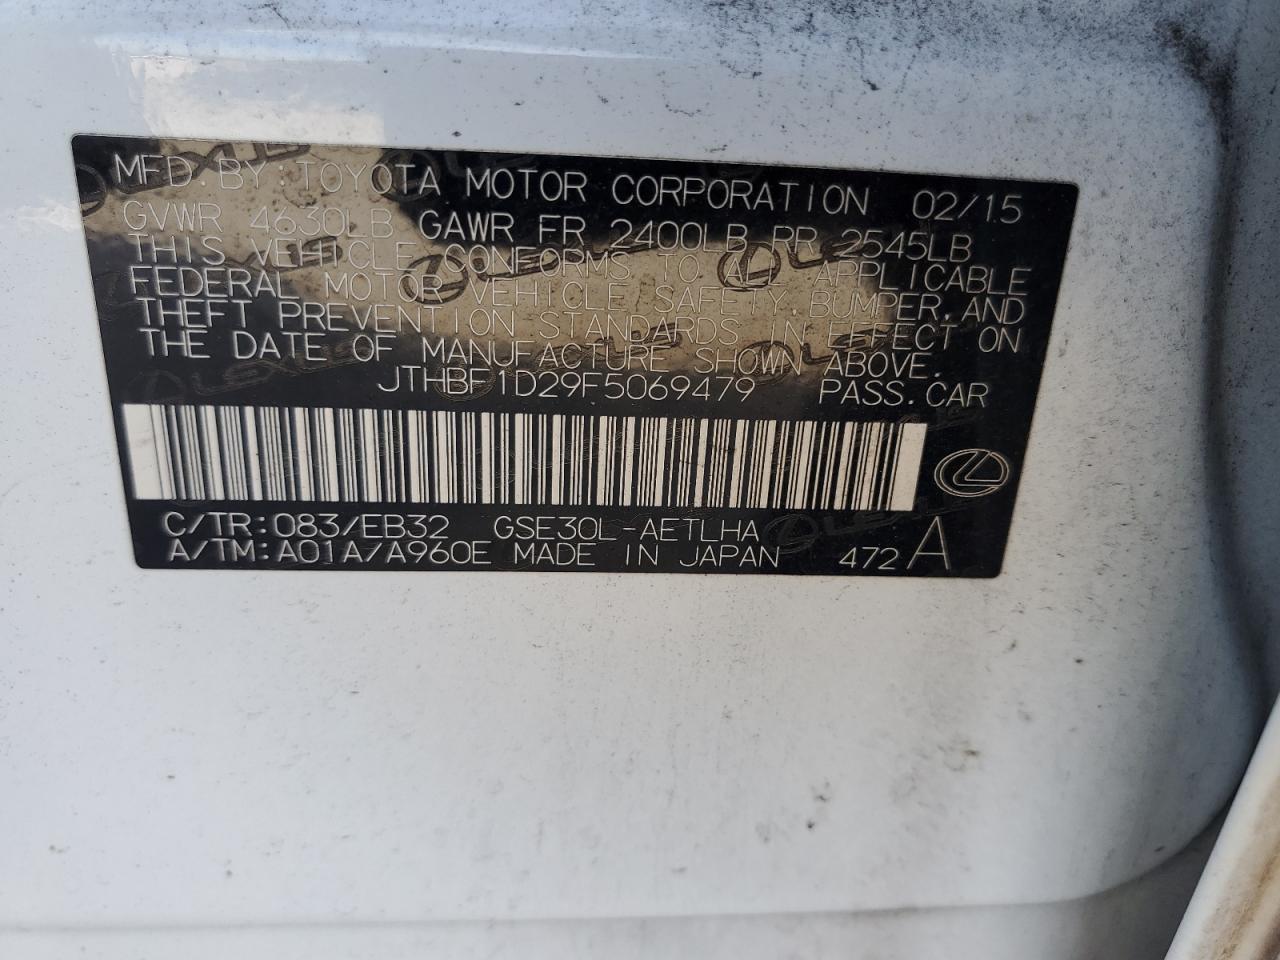 MFD. BY: TOYOTA MOTOR CORPORATION 02/15
GVWR 4630LB GAWR FR 2400LB RR 2545LB
THIS VEHICLE CONFORMS TO ALL APPLICABLE
FEDERAL MOTOR VEHICLE SAFETY, BUMPER, AND
THEFT PREVENTION STANDARDS IN EFFECT ON
THE DATE OF MANUFACTURE SHOWN ABOVE.
JTHBF1D29F5069479 PASS. CAR
C/TR: 083/EB32 GSE30L-AETLHA
A/TM: A01A/A960E MADE IN JAPAN 472 A